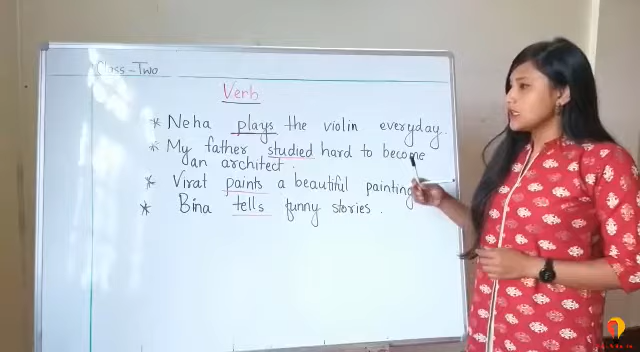 Class-Two
Verb
* Neha plays the violin everyday.
* My father studied hard to become
an architect.
* Virat paints a beautiful painting
* Bina tells funny stories.